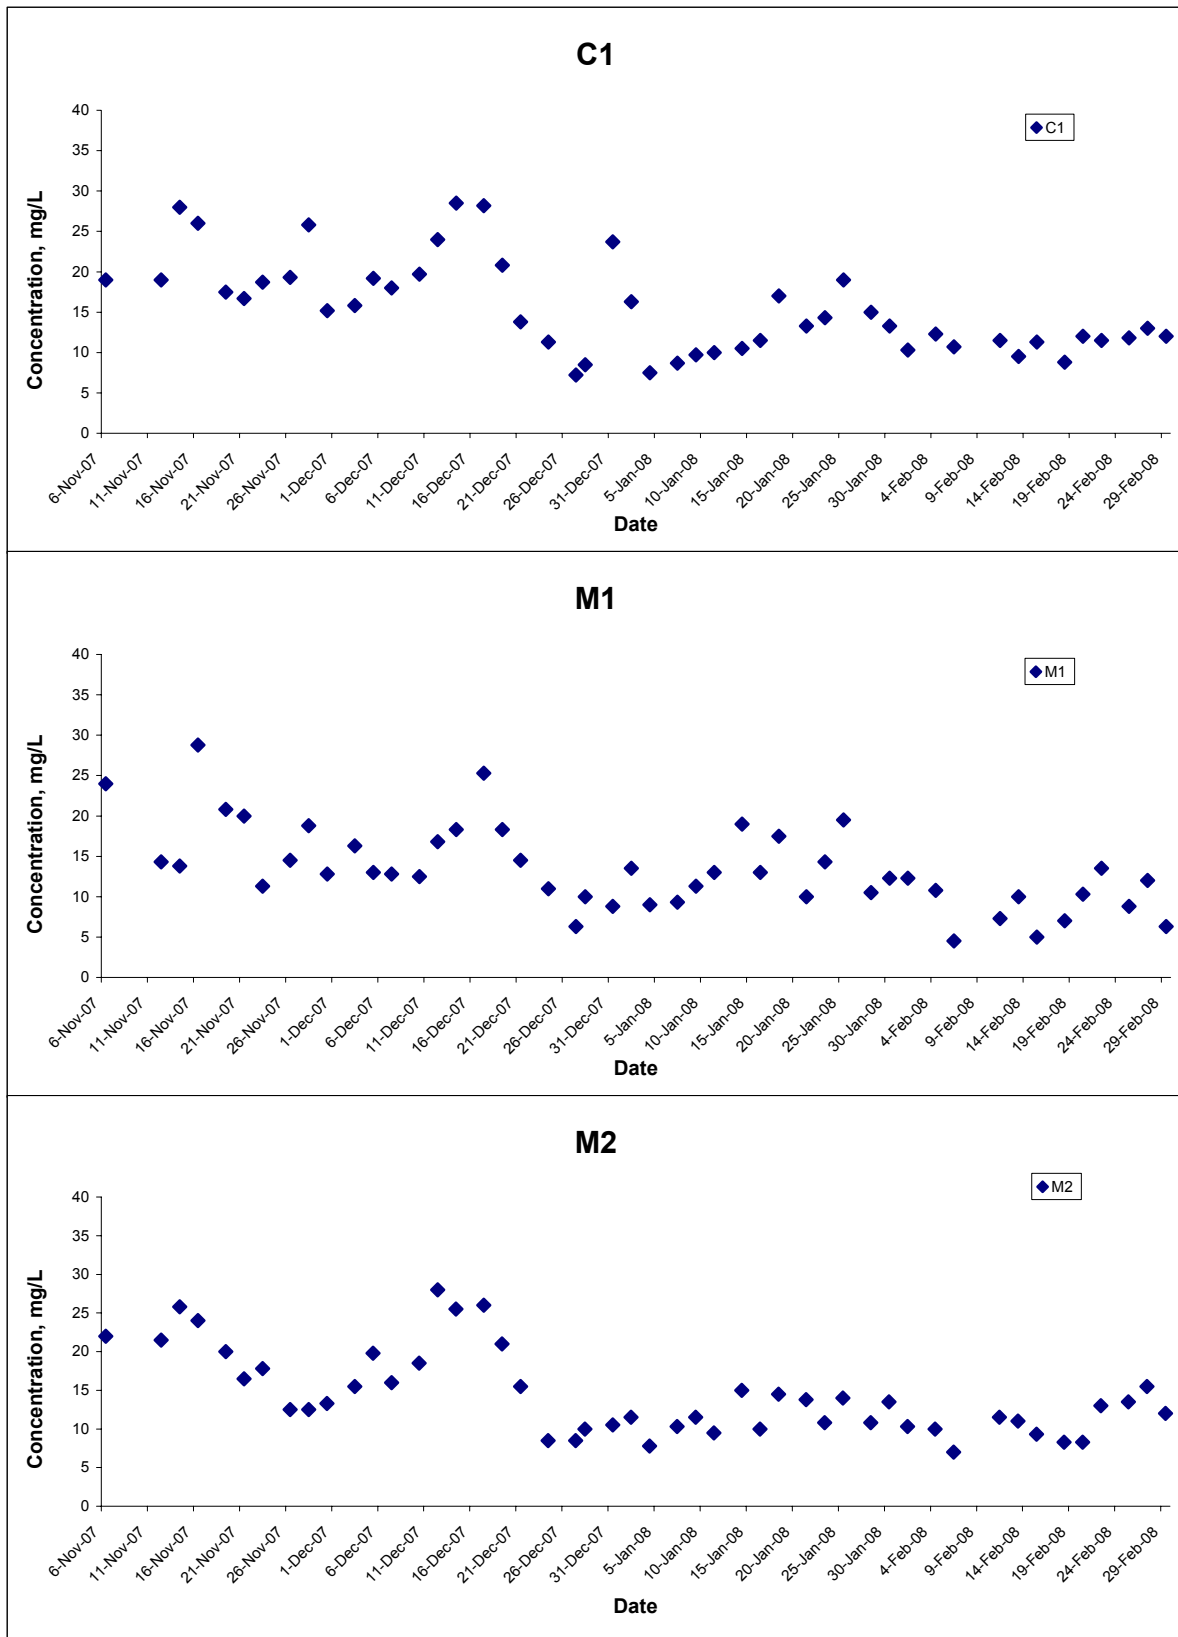 C1
C1
Concentration, mg/L
40
35
30
25
20
15
10
5
0
6-Nov-07
11-Nov-07
16-Nov-07
21-Nov-07
26-Nov-07
1-Dec-07
6-Dec-07
11-Dec-07
16-Dec-07
21-Dec-07
26-Dec-07
31-Dec-07
5-Jan-08
10-Jan-08
15-Jan-08
20-Jan-08
25-Jan-08
30-Jan-08
4-Feb-08
9-Feb-08
14-Feb-08
19-Feb-08
24-Feb-08
29-Feb-08
Date
M1
M1
Concentration, mg/L
40
35
30
25
20
15
10
5
0
6-Nov-07
11-Nov-07
16-Nov-07
21-Nov-07
26-Nov-07
1-Dec-07
6-Dec-07
11-Dec-07
16-Dec-07
21-Dec-07
26-Dec-07
31-Dec-07
5-Jan-08
10-Jan-08
15-Jan-08
20-Jan-08
25-Jan-08
30-Jan-08
4-Feb-08
9-Feb-08
14-Feb-08
19-Feb-08
24-Feb-08
29-Feb-08
Date
M2
M2
Concentration, mg/L
40
35
30
25
20
15
10
5
0
6-Nov-07
11-Nov-07
16-Nov-07
21-Nov-07
26-Nov-07
1-Dec-07
6-Dec-07
11-Dec-07
16-Dec-07
21-Dec-07
26-Dec-07
31-Dec-07
5-Jan-08
10-Jan-08
15-Jan-08
20-Jan-08
25-Jan-08
30-Jan-08
4-Feb-08
9-Feb-08
14-Feb-08
19-Feb-08
24-Feb-08
29-Feb-08
Date